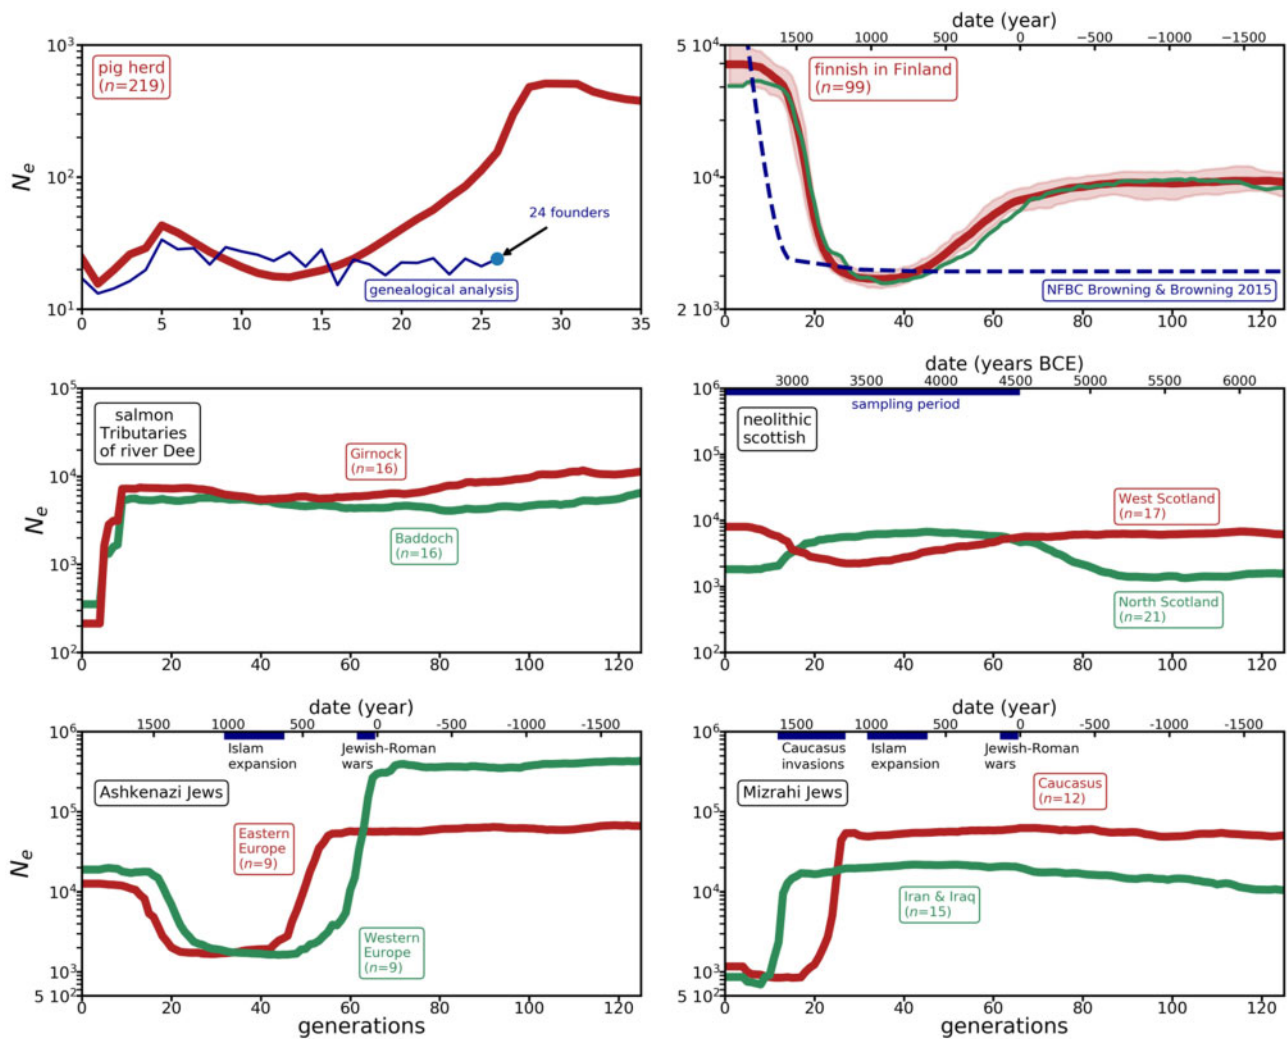 10³
pig herd
(n=219)
Nₑ
10²
24 founders
genealogical analysis
10¹
0 5 10 15 20 25 30 35
date (year)
1500 1000 500 0 −500 −1000 −1500
5 10⁴
finnish in Finland
(n=99)
10⁴
NFBC Browning & Browning 2015
2 10³
0 20 40 60 80 100 120
10⁵
salmon
Tributaries
of river Dee
Girnock
(n=16)
10⁴
Nₑ
Baddoch
(n=16)
10³
10²
0 20 40 60 80 100 120
date (years BCE)
3000 3500 4000 4500 5000 5500 6000
10⁶
sampling period
neolithic
scottish
10⁵
West Scotland
(n=17)
10⁴
10³
North Scotland
(n=21)
10²
0 20 40 60 80 100 120
date (year)
1500 1000 500 0 -500 -1000 -1500
10⁶
Islam
expansion
Jewish-Roman
wars
Ashkenazi Jews
10⁵
Eastern
Europe
(n=9)
Nₑ
10⁴
Western
Europe
(n=9)
10³
5 10²
0 20 40 60 80 100 120
generations
date (year)
1500 1000 500 0 -500 -1000 -1500
10⁶
Caucasus
invasions
Islam
expansion
Jewish-Roman
wars
Mizrahi Jews
Caucasus
(n=12)
10⁵
10⁴
Iran & Iraq
(n=15)
10³
5 10²
0 20 40 60 80 100 120
generations